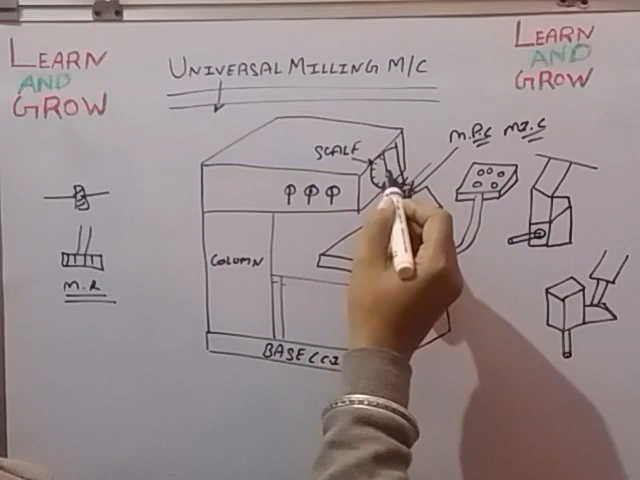 LEARN
AND
GROW
UNIVERSAL MILLING M/C
LEARN
AND
GROW
SCALE
M.P.C
COLUMN
M.R
BASE (C.I